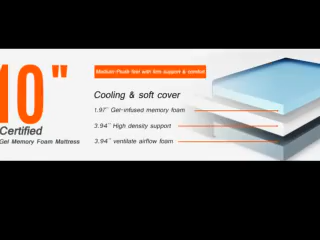 10"
Certified
Gel Memory Foam Mattress
Medium-Plush feel with firm support & comfort
Cooling & soft cover
1.97" Ger-infused memory foam
3.94" High density support
3.94" ventilate airflow foam